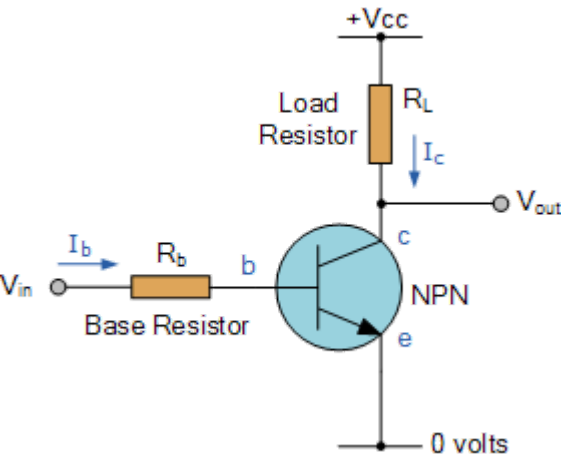 +Vcc
Load
Resistor
RL
Ic
Vout
c
Ib
Rb
b
Vin
NPN
Base Resistor
e
0 volts